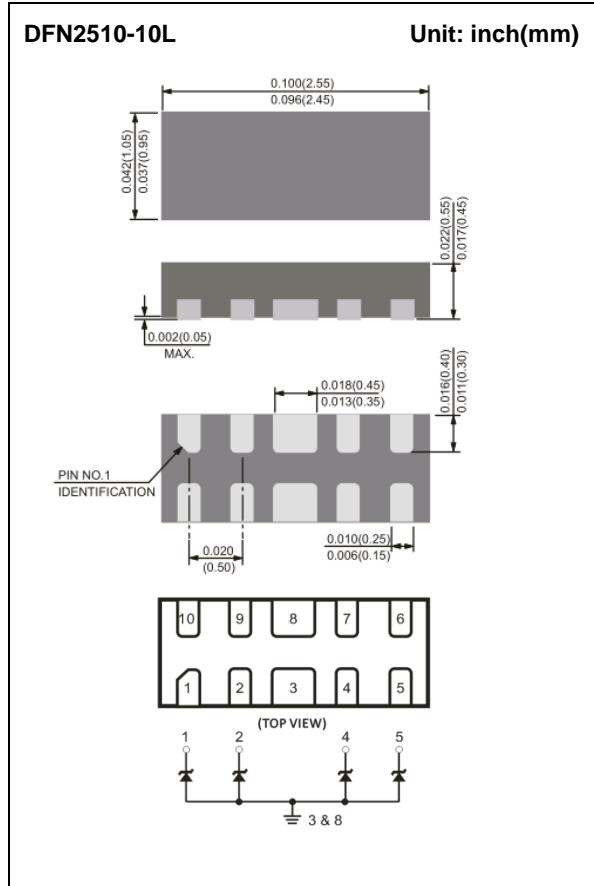 DFN2510-10L Unit: inch(mm)
0.100(2.55)
0.096(2.45)
0.042(1.05)
0.037(0.95)
0.022(0.55)
0.017(0.45)
0.002(0.05)
MAX.
0.018(0.45)
0.013(0.35)
0.016(0.40)
0.011(0.30)
PIN NO.1
IDENTIFICATION
0.020
(0.50)
0.010(0.25)
0.006(0.15)
10 9 8 7 6
1 2 3 4 5
(TOP VIEW)
1 2 4 5
3 & 8